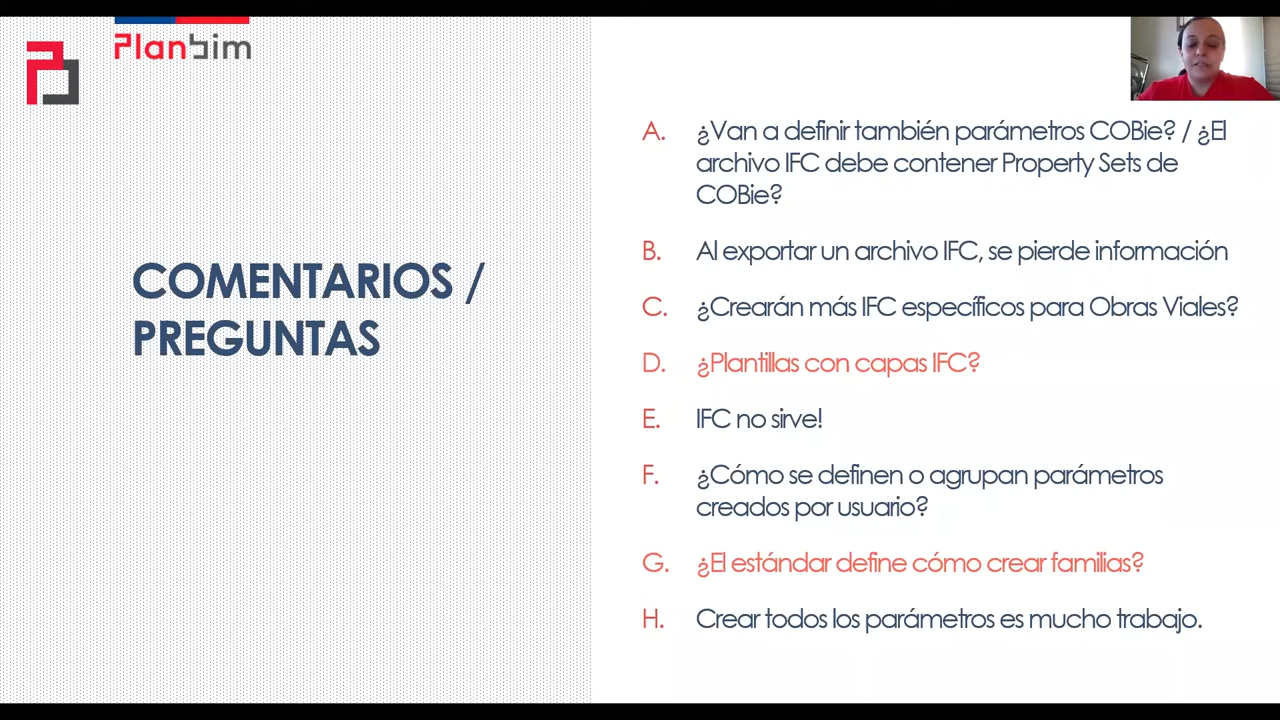 Planbim
COMENTARIOS /
PREGUNTAS
A. ¿Van a definir también parámetros COBie? / ¿El
archivo IFC debe contener Property Sets de
COBie?
B. Al exportar un archivo IFC, se pierde información
C. ¿Crearán más IFC específicos para Obras Viales?
D. ¿Plantillas con capas IFC?
E. IFC no sirve!
F. ¿Cómo se definen o agrupan parámetros
creados por usuario?
G. ¿El estándar define cómo crear familias?
H. Crear todos los parámetros es mucho trabajo.